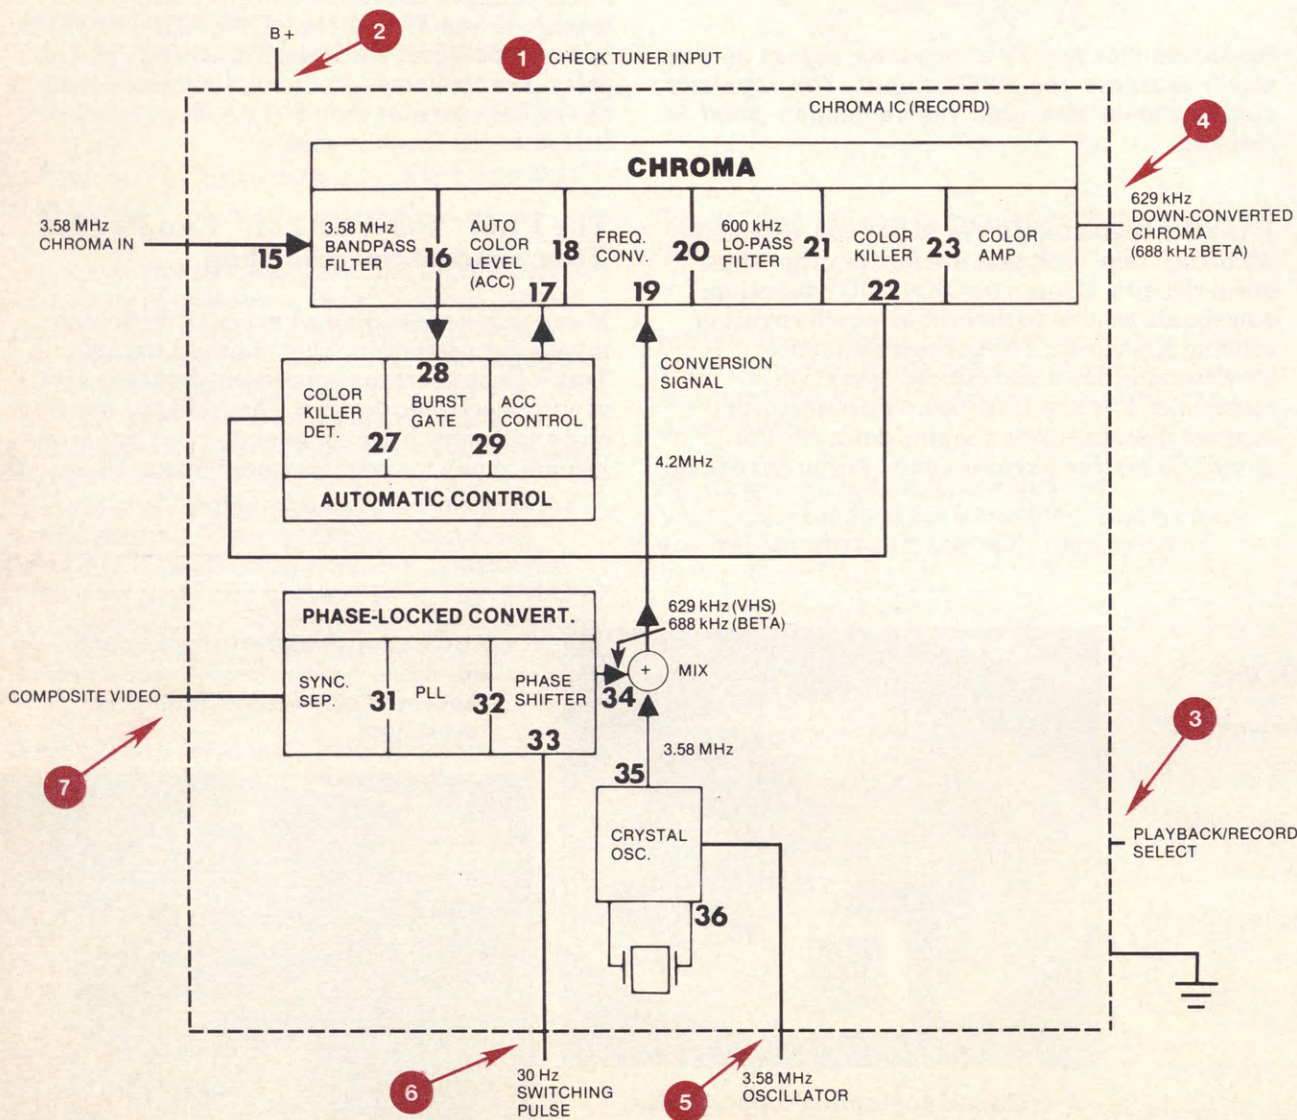 B+
2
1 CHECK TUNER INPUT
CHROMA IC (RECORD)
4
CHROMA
3.58 MHz
CHROMA IN
15
3.58 MHz
BANDPASS
FILTER
16
AUTO
COLOR
LEVEL
(ACC)
17
18
FREQ.
CONV.
19
20
600 kHz
LO-PASS
FILTER
21
COLOR
KILLER
22
23
COLOR
AMP
629 kHz
DOWN-CONVERTED
CHROMA
(688 kHz BETA)
COLOR
KILLER
DET.
27
28
BURST
GATE
29
ACC
CONTROL
AUTOMATIC CONTROL
CONVERSION
SIGNAL
4.2MHz
PHASE-LOCKED CONVERT.
629 kHz (VHS)
688 kHz (BETA)
COMPOSITE VIDEO
7
SYNC.
SEP.
31
PLL
32
PHASE
SHIFTER
33
34
+
MIX
3.58 MHz
35
CRYSTAL
OSC.
36
3
PLAYBACK/RECORD
SELECT
6
30 Hz
SWITCHING
PULSE
5
3.58 MHz
OSCILLATOR